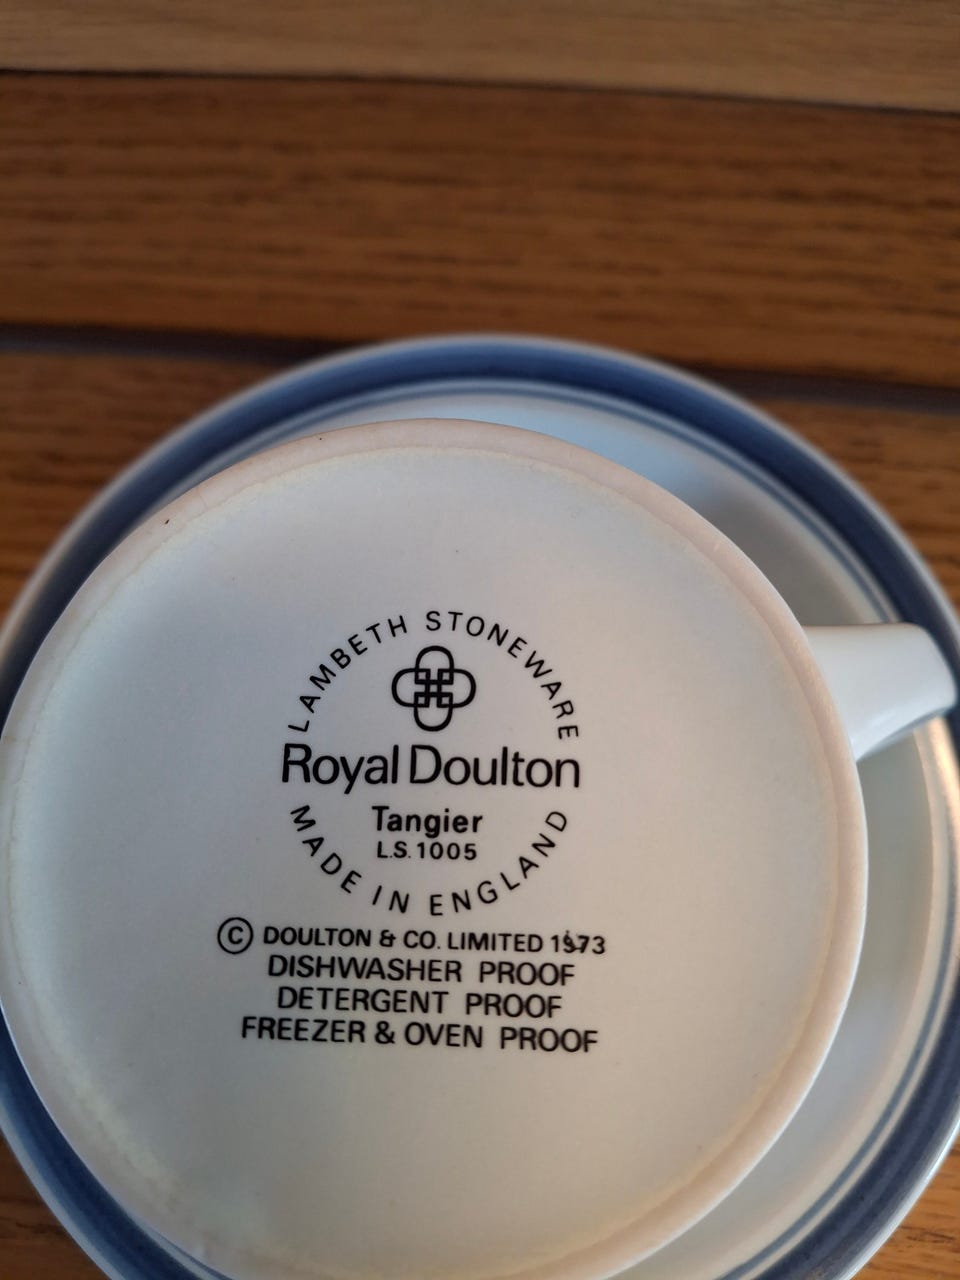 LAMBETH STONEWARE
Royal Doulton
Tangier
L.S.1005
MADE IN ENGLAND
© DOULTON & CO. LIMITED 1973
DISHWASHER PROOF
DETERGENT PROOF
FREEZER & OVEN PROOF